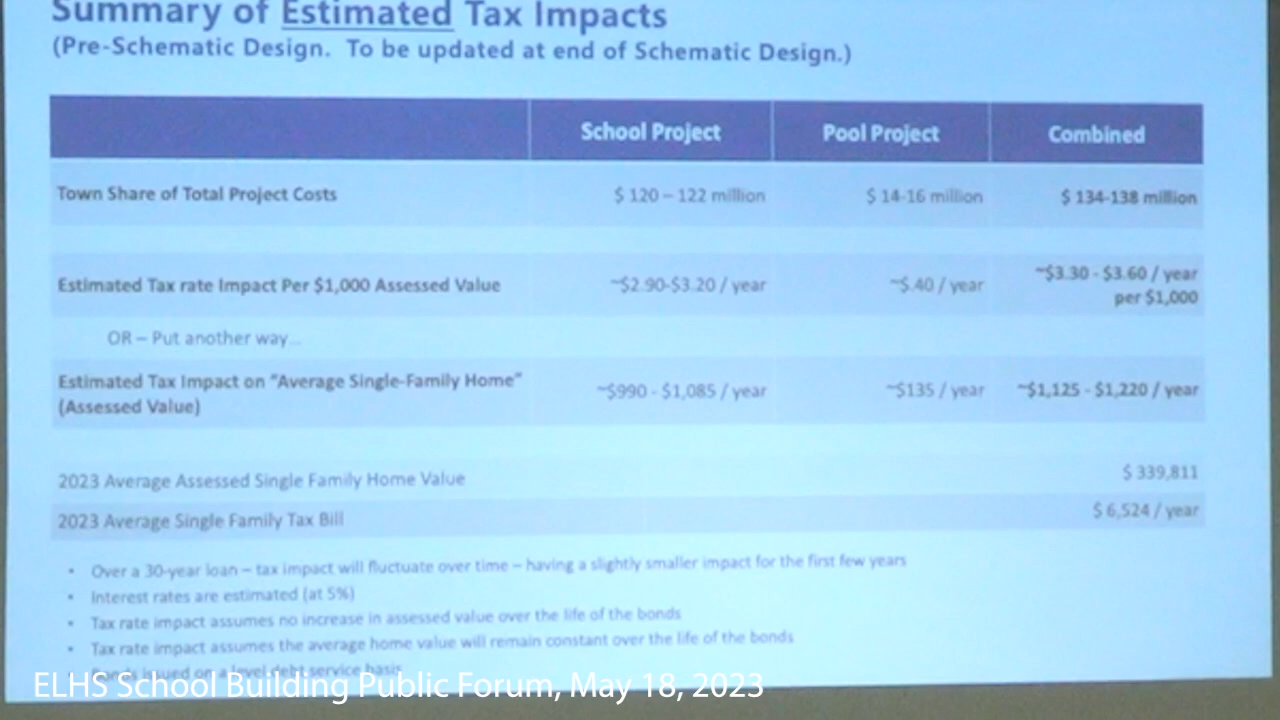 Summary of Estimated Tax Impacts
(Pre-Schematic Design. To be updated at end of Schematic Design.)
School Project Pool Project Combined
Town Share of Total Project Costs $ 120 – 122 million $ 14-16 million $ 134-138 million
Estimated Tax rate Impact Per $1,000 Assessed Value ~$2.90-$3.20 / year ~$.40 / year ~$3.30 - $3.60 / year
per $1,000
OR – Put another way...
Estimated Tax Impact on "Average Single-Family Home" ~$990 - $1,085 / year ~$135 / year ~$1,125 - $1,220 / year
(Assessed Value)
2023 Average Assessed Single Family Home Value $ 339,811
2023 Average Single Family Tax Bill $ 6,524 / year
• Over a 30-year loan – tax impact will fluctuate over time – having a slightly smaller impact for the first few years
• Interest rates are estimated (at 5%)
• Tax rate impact assumes no increase in assessed value over the life of the bonds
• Tax rate impact assumes the average home value will remain constant over the life of the bonds
• Bonds issued on a level debt service basis
ELHS School Building Public Forum, May 18, 2023